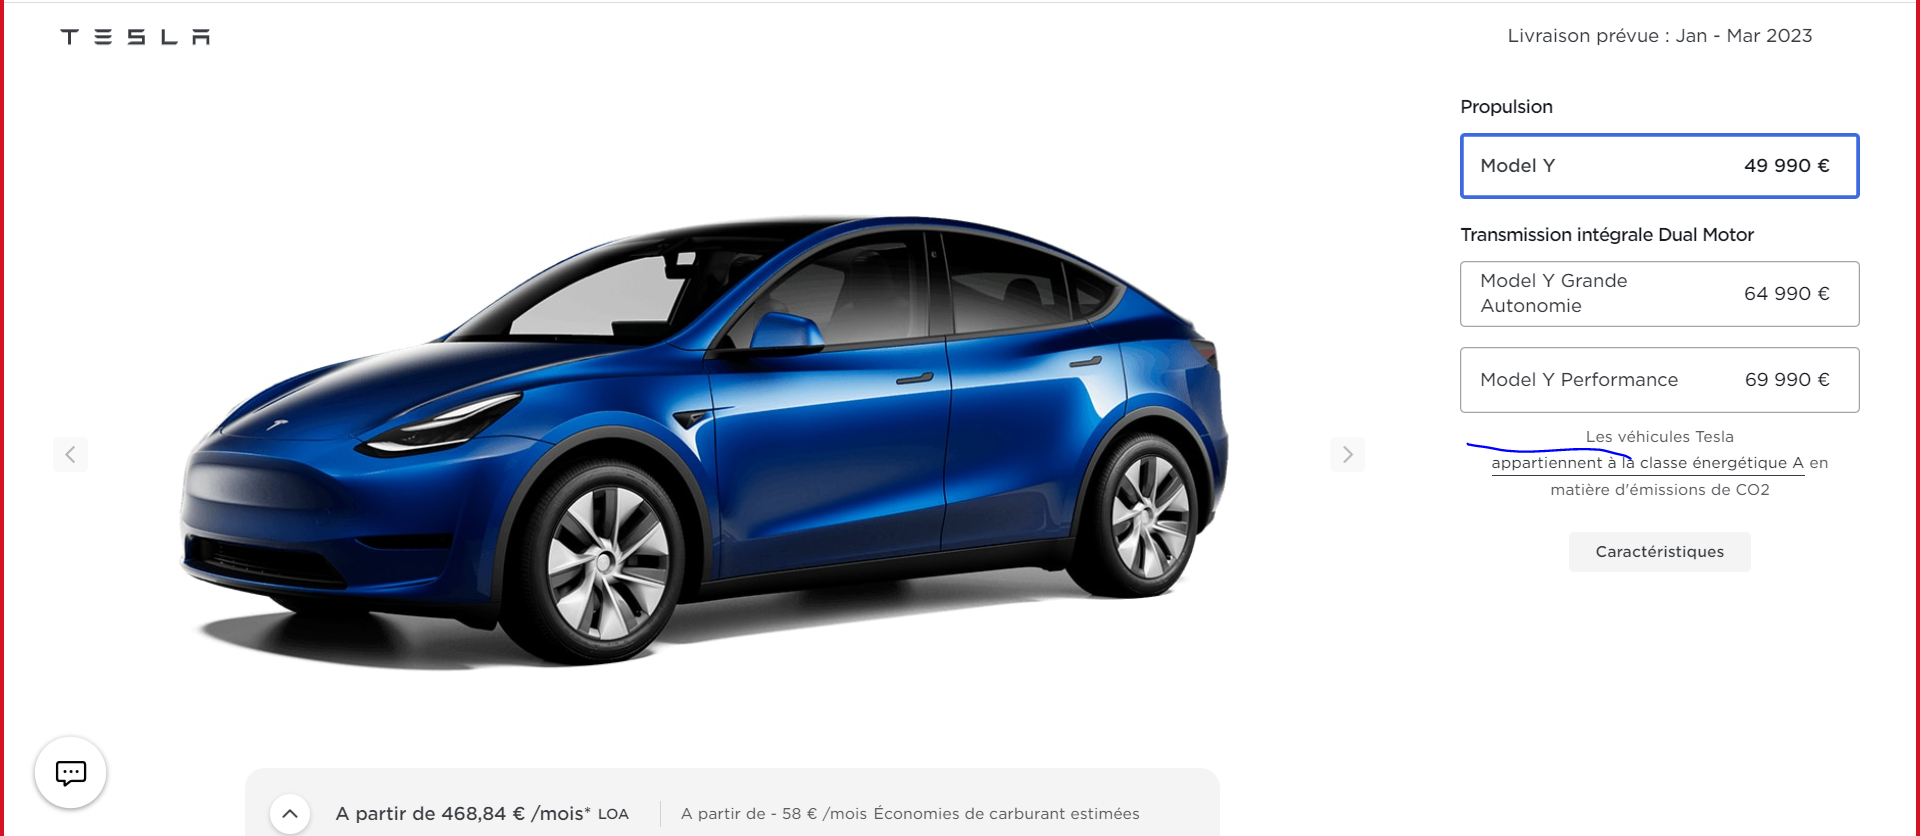 TESLA
Livraison prévue : Jan - Mar 2023
Propulsion
Model Y 49 990 €
Transmission intégrale Dual Motor
Model Y Grande
Autonomie 64 990 €
Model Y Performance 69 990 €
Les véhicules Tesla
appartiennent à la classe énergétique A en
matière d'émissions de CO2
Caractéristiques
A partir de 468,84 € /mois* LOA
A partir de - 58 € /mois Économies de carburant estimées